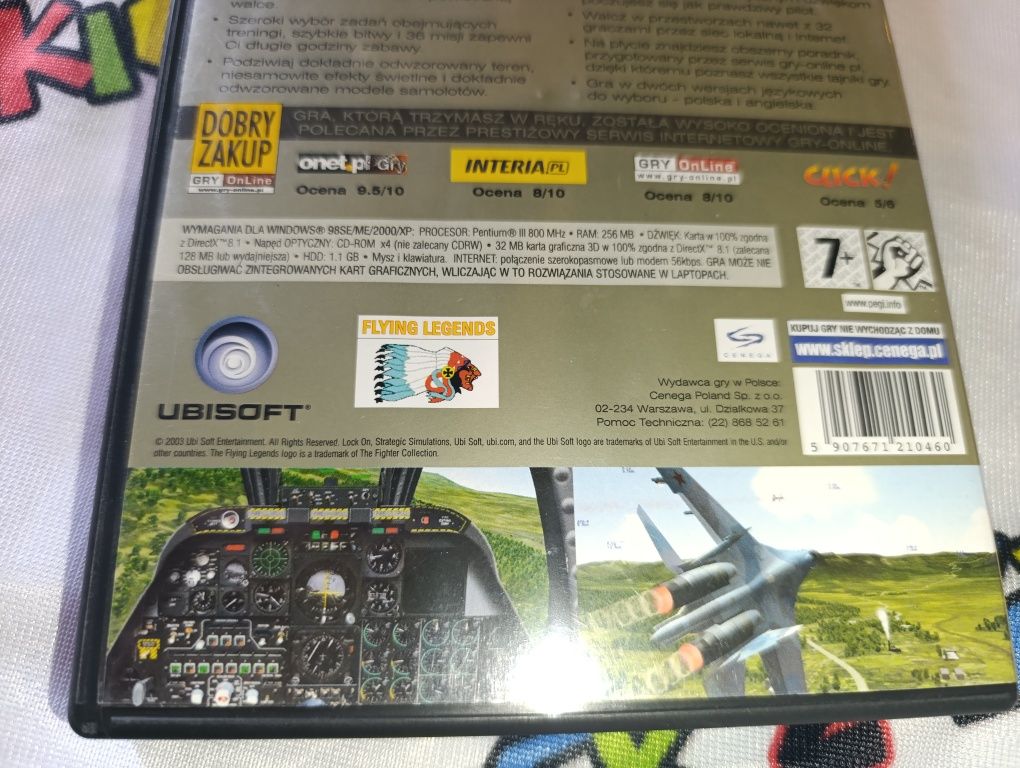 walce.
• Szeroki wybór zadań obejmujących
treningi, szybkie bitwy i 36 misji zapewni
Ci długie godziny zabawy.
• Podziwiaj dokładnie odwzorowany teren,
niesamowite efekty świetlne i dokładnie
odwzorowane modele samolotów.
poczujesz się jak prawdziwy pilot.
• Walcz w przestworzach nawet z 32
graczami przez sieć lokalną i Internet.
• Na płycie znajdziesz obszerny poradnik,
przygotowany przez serwis gry-online.pl,
dzięki któremu poznasz wszystkie tajniki gry.
• Gra w dwóch wersjach językowych
do wyboru - polska i angielska.
DOBRY
ZAKUP
GRY OnLine
www.gry-online.pl
GRA, KTÓRĄ TRZYMASZ W RĘKU, ZOSTAŁA WYSOKO OCENIONA I JEST
POLECANA PRZEZ PRESTIŻOWY SERWIS INTERNETOWY GRY-ONLINE.
onet.pl Gry
Ocena 9.5/10
INTERIA.PL
Ocena 8/10
GRY OnLine
www.gry-online.pl
Ocena 8/10
CLICK!
Ocena 5/6
WYMAGANIA DLA WINDOWS® 98SE/ME/2000/XP: PROCESOR: Pentium® III 800 MHz • RAM: 256 MB • DŹWIĘK: Karta w 100% zgodna
z DirectX™ 8.1 • Napęd OPTYCZNY: CD-ROM x4 (nie zalecany CDRW) • 32 MB karta graficzna 3D w 100% zgodna z DirectX™ 8.1 (zalecana
128 MB lub wydajniejsza) • HDD: 1.1 GB • Mysz i klawiatura. INTERNET: połączenie szerokopasmowe lub modem 56kbps. GRA MOŻE NIE
OBSŁUGIWAĆ ZINTEGROWANYCH KART GRAFICZNYCH, WLICZAJĄC W TO ROZWIĄZANIA STOSOWANE W LAPTOPACH.
7+
www.pegi.info
UBISOFT®
FLYING LEGENDS
CENEGA
KUPUJ GRY NIE WYCHODZĄC Z DOMU
www.sklep.cenega.pl
Wydawca gry w Polsce:
Cenega Poland Sp. z o.o.
02-234 Warszawa, ul. Działkowa 37
Pomoc Techniczna: (22) 868 52 61
5 907671 210460
© 2003 Ubi Soft Entertainment. All Rights Reserved. Lock On, Strategic Simulations, Ubi Soft, ubi.com, and the Ubi Soft logo are trademarks of Ubi Soft Entertainment in the U.S. and/or
other countries. The Flying Legends logo is a trademark of The Fighter Collection.